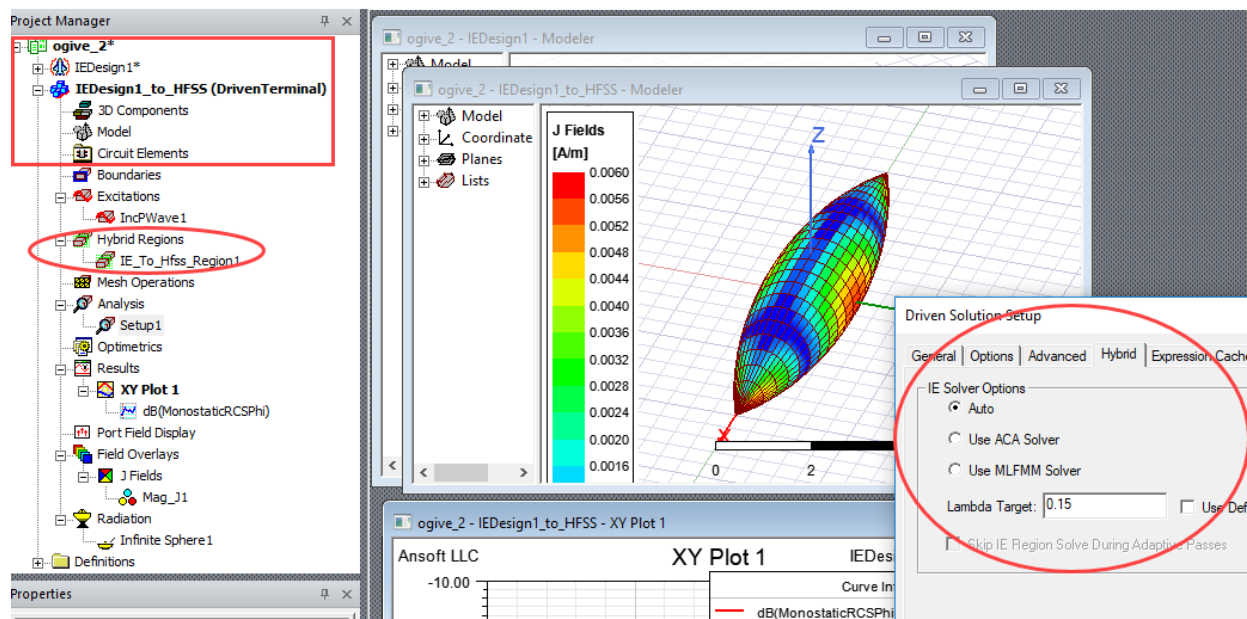 Project Manager
ogive_2*
IEDesign1*
IEDesign1_to_HFSS (DrivenTerminal)
3D Components
Model
Circuit Elements
Boundaries
Excitations
IncPWave1
Hybrid Regions
IE_To_Hfss_Region1
Mesh Operations
Analysis
Setup1
Optimetrics
Results
XY Plot 1
dB(MonostaticRCSPhi)
Port Field Display
Field Overlays
J Fields
Mag_J1
Radiation
Infinite Sphere1
Definitions
Properties
ogive_2 - IEDesign1 - Modeler
Model
ogive_2 - IEDesign1_to_HFSS - Modeler
Model
Coordinate
Planes
Lists
J Fields
[A/m]
0.0060
0.0056
0.0052
0.0048
0.0044
0.0040
0.0036
0.0032
0.0028
0.0024
0.0020
0.0016
Z
X
0 2
Driven Solution Setup
General Options Advanced Hybrid Expression Cache
IE Solver Options
Auto
Use ACA Solver
Use MLFMM Solver
Lambda Target: 0.15 Use Def
Skip IE Region Solve During Adaptive Passes
ogive_2 - IEDesign1_to_HFSS - XY Plot 1
Ansoft LLC XY Plot 1 IEDes
-10.00
Curve In
dB(MonostaticRCSPhi